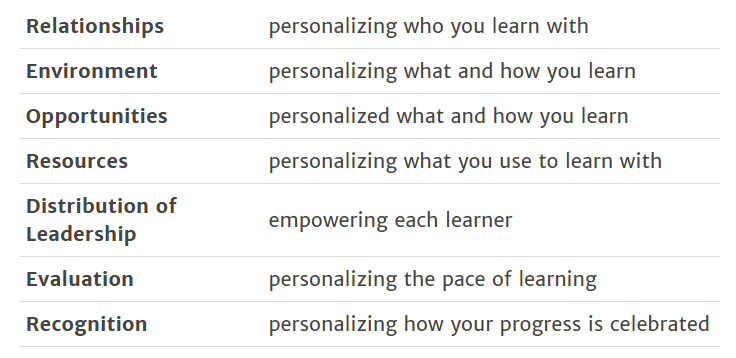 Relationships personalizing who you learn with
Environment personalizing what and how you learn
Opportunities personalized what and how you learn
Resources personalizing what you use to learn with
Distribution of
Leadership
empowering each learner
Evaluation personalizing the pace of learning
Recognition personalizing how your progress is celebrated